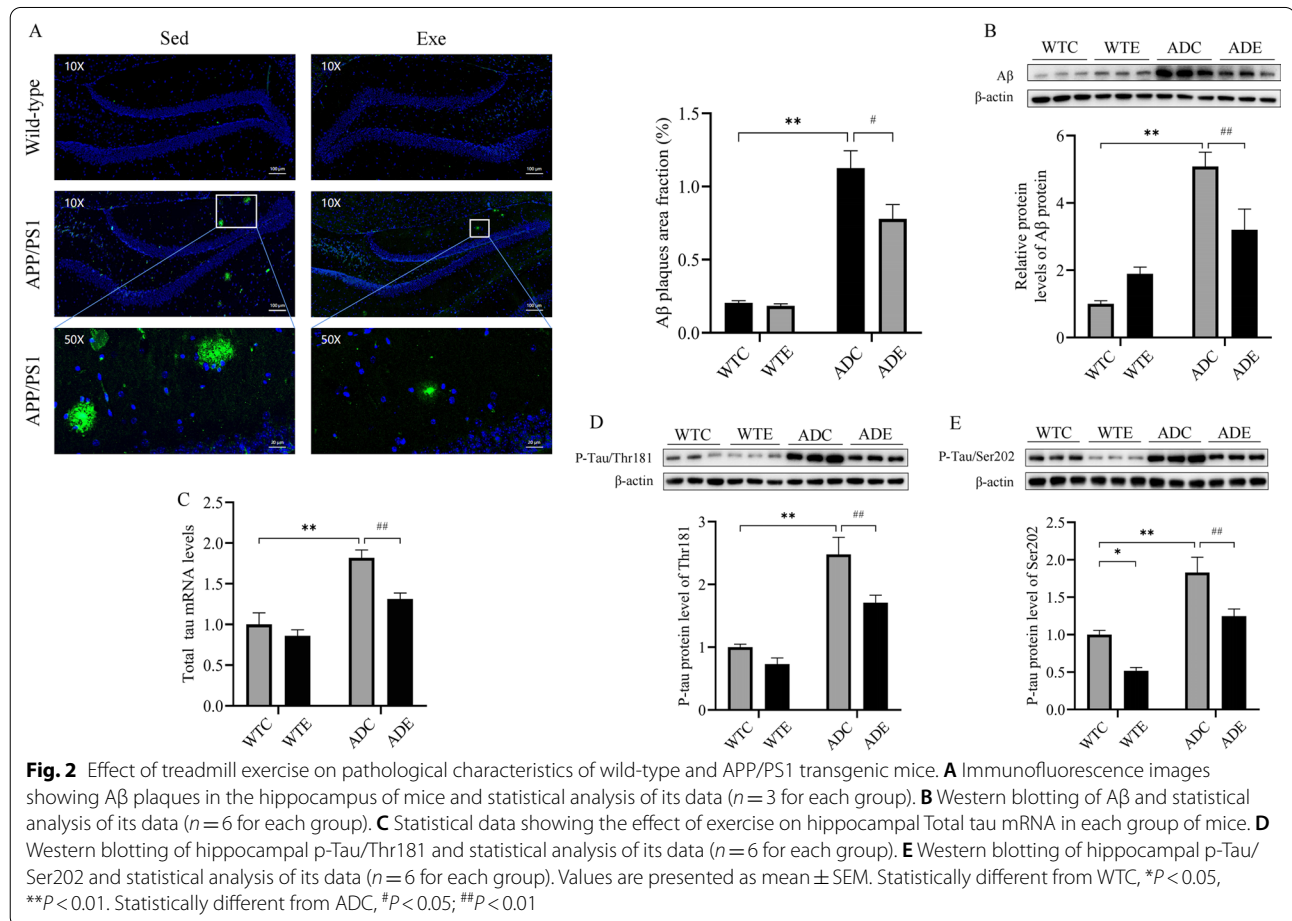 A
Sed
Exe
Wild-type
10X
100 μm
10X
100 μm
APP/PS1
10X
100 μm
10X
100 μm
APP/PS1
50X
20 μm
50X
20 μm
Aβ plaques area fraction (%)
1.5
1.0
0.5
0.0
**
#
WTC
WTE
ADC
ADE
B
WTC WTE ADC ADE
Aβ
β-actin
Relative protein
levels of Aβ protein
6
4
2
0
**
##
WTC
WTE
ADC
ADE
C
Total tau mRNA levels
2.5
2.0
1.5
1.0
0.5
0.0
**
##
WTC
WTE
ADC
ADE
D
WTC WTE ADC ADE
P-Tau/Thr181
β-actin
P-tau protein level of Thr181
3
2
1
0
**
##
WTC
WTE
ADC
ADE
E
WTC WTE ADC ADE
P-Tau/Ser202
β-actin
P-tau protein level of Ser202
2.5
2.0
1.5
1.0
0.5
0.0
**
*
##
WTC
WTE
ADC
ADE
Fig. 2 Effect of treadmill exercise on pathological characteristics of wild-type and APP/PS1 transgenic mice. A Immunofluorescence images
showing Aβ plaques in the hippocampus of mice and statistical analysis of its data (n = 3 for each group). B Western blotting of Aβ and statistical
analysis of its data (n = 6 for each group). C Statistical data showing the effect of exercise on hippocampal Total tau mRNA in each group of mice. D
Western blotting of hippocampal p-Tau/Thr181 and statistical analysis of its data (n = 6 for each group). E Western blotting of hippocampal p-Tau/
Ser202 and statistical analysis of its data (n = 6 for each group). Values are presented as mean ± SEM. Statistically different from WTC, *P < 0.05,
**P < 0.01. Statistically different from ADC, #P < 0.05; ##P < 0.01